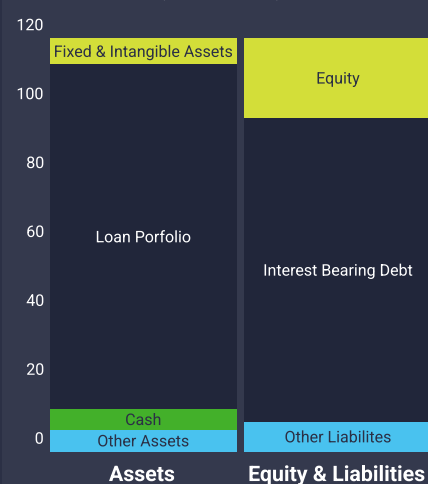 120
Fixed & Intangible Assets
Equity
100
80
60
Loan Porfolio
Interest Bearing Debt
40
20
Cash
0
Other Assets
Other Liabilites
Assets
Equity & Liabilities